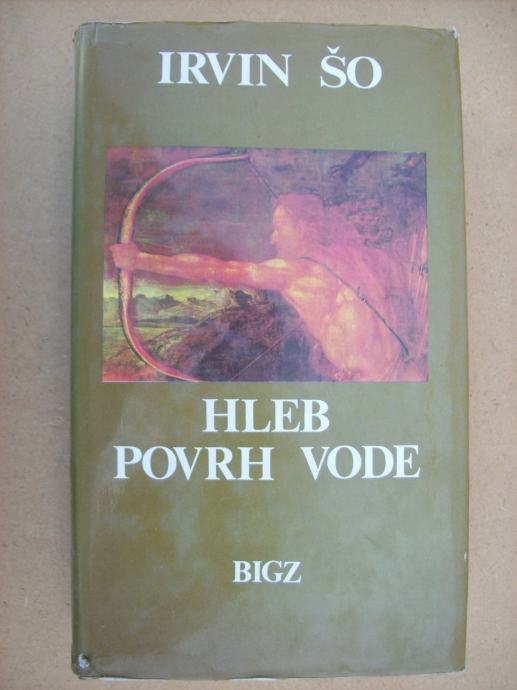 IRVIN ŠO
HLEB
POVRH VODE
BIGZ